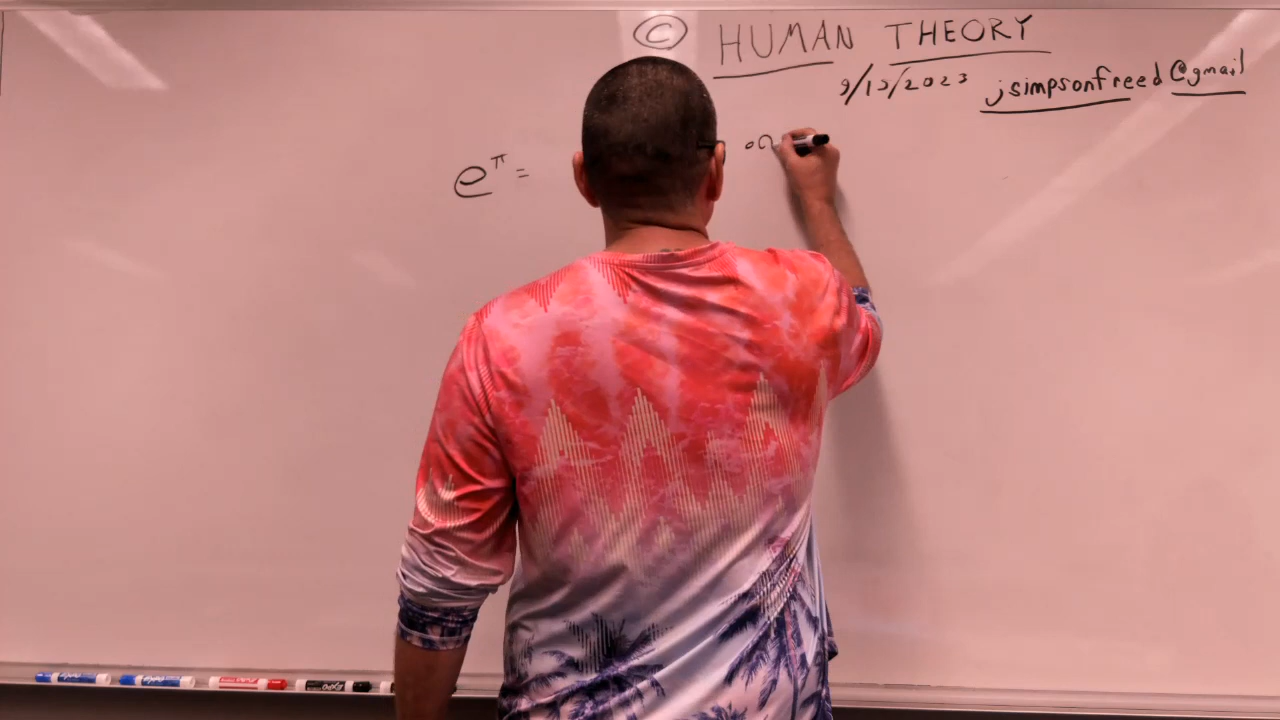 © HUMAN THEORY
9/13/2023 jsimpsonfreed@gmail
e^π =